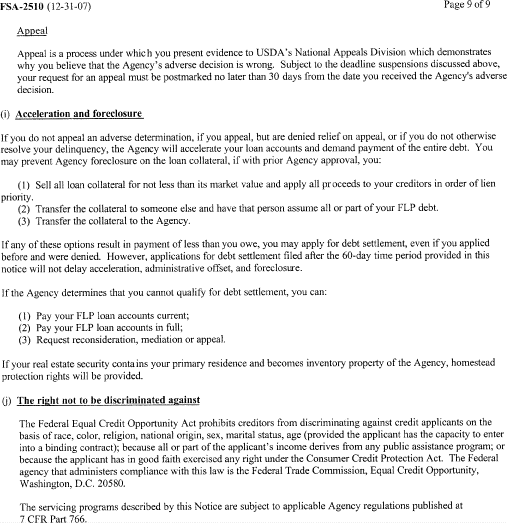 FSA-2510 (12-31-07) Page 9 of 9
Appeal
Appeal is a process under which you present evidence to USDA's National Appeals Division which demonstrates
why you believe that the Agency's adverse decision is wrong. Subject to the deadline suspensions discussed above,
your request for an appeal must be postmarked no later than 30 days from the date you received the Agency's adverse
decision.
(i) Acceleration and foreclosure
If you do not appeal an adverse determination, if you appeal, but are denied relief on appeal, or if you do not otherwise
resolve your delinquency, the Agency will accelerate your loan accounts and demand payment of the entire debt. You
may prevent Agency foreclosure on the loan collateral, if with prior Agency approval, you:
(1) Sell all loan collateral for not less than its market value and apply all proceeds to your creditors in order of lien
priority.
(2) Transfer the collateral to someone else and have that person assume all or part of your FLP debt.
(3) Transfer the collateral to the Agency.
If any of these options result in payment of less than you owe, you may apply for debt settlement, even if you applied
before and were denied. However, applications for debt settlement filed after the 60-day time period provided in this
notice will not delay acceleration, administrative offset, and foreclosure.
If the Agency determines that you cannot qualify for debt settlement, you can:
(1) Pay your FLP loan accounts current;
(2) Pay your FLP loan accounts in full;
(3) Request reconsideration, mediation or appeal.
If your real estate security contains your primary residence and becomes inventory property of the Agency, homestead
protection rights will be provided.
(j) The right not to be discriminated against
The Federal Equal Credit Opportunity Act prohibits creditors from discriminating against credit applicants on the
basis of race, color, religion, national origin, sex, marital status, age (provided the applicant has the capacity to enter
into a binding contract); because all or part of the applicant's income derives from any public assistance program; or
because the applicant has in good faith exercised any right under the Consumer Credit Protection Act. The Federal
agency that administers compliance with this law is the Federal Trade Commission, Equal Credit Opportunity,
Washington, D.C. 20580.
The servicing programs described by this Notice are subject to applicable Agency regulations published at
7 CFR Part 766.